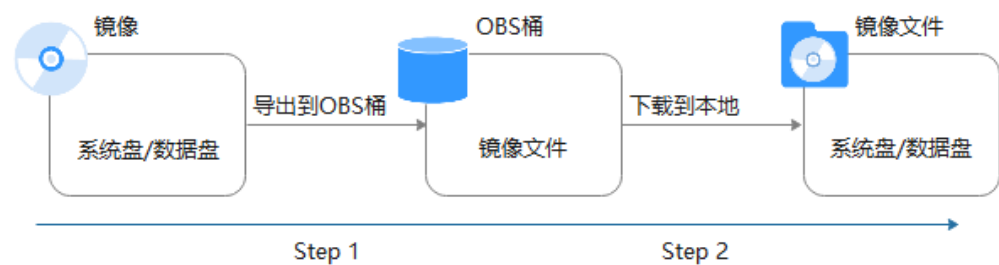 镜像
OBS桶
镜像文件
导出到OBS桶
下载到本地
系统盘/数据盘
镜像文件
系统盘/数据盘
Step 1
Step 2